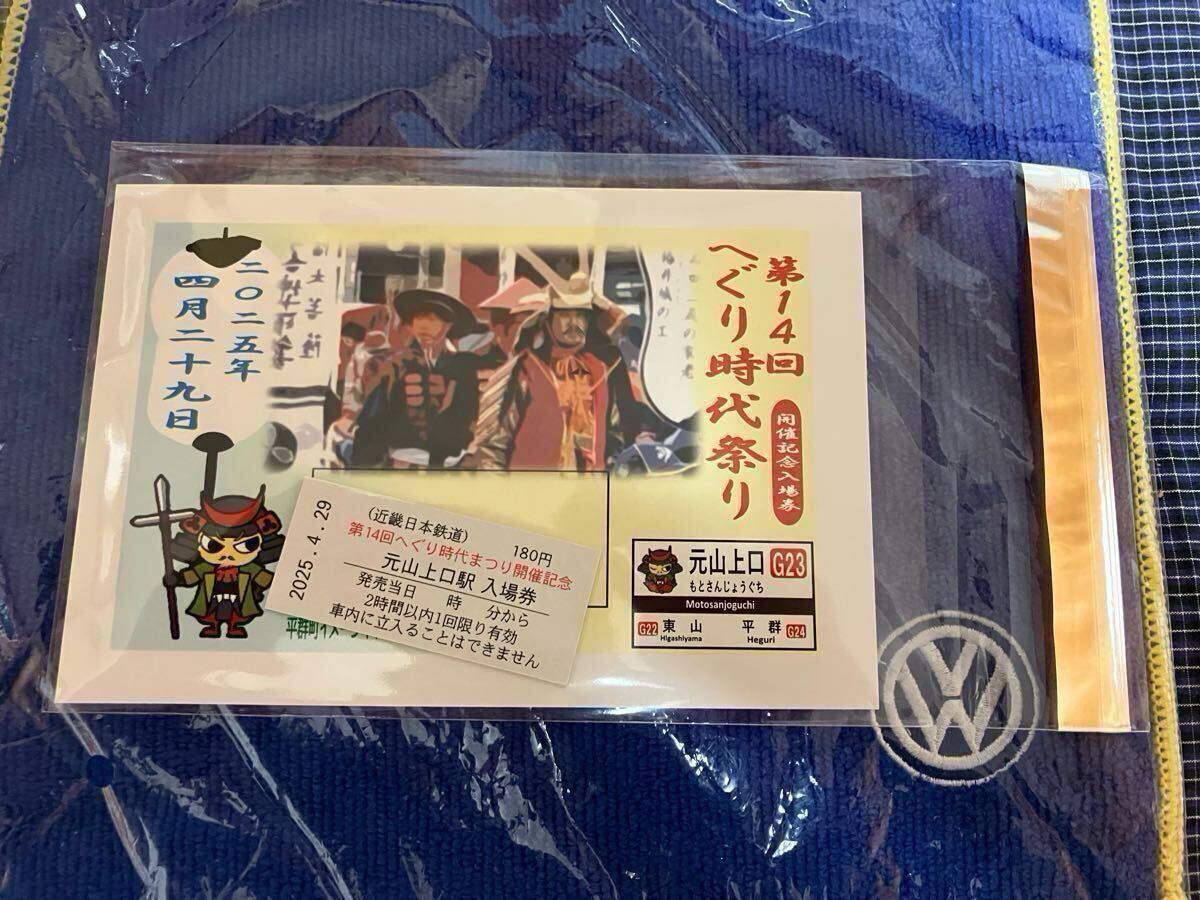 第14回
へぐり時代祭り
開催記念入場券
二〇二五年
四月二十九日
2025.4.29
(近畿日本鉄道) 180円
第14回へぐり時代まつり開催記念
元山上口駅 入場券
発売当日 時 分から
2時間以内1回限り有効
車内に立入ることはできません
平群町
元山上口 G23
もとさんじょうぐち
Motosanjoguchi
G22 東山 平群 G24
Higashiyama Heguri
VW